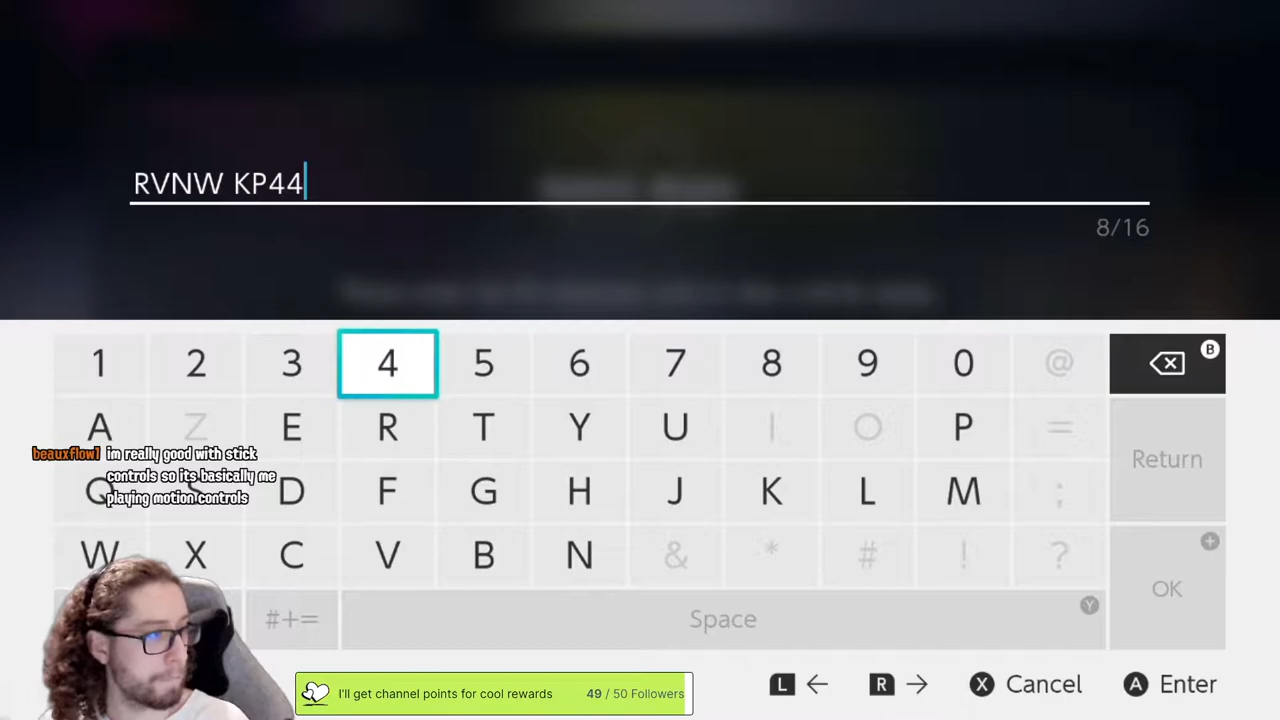 RVNW KP44
8/16
1 2 3 4 5 6 7 8 9 0 @ B
A Z E R T Y U I O P =
Return
beauxflow1 im really good with stick
controls so its basically me
playing motion controls
Q S D F G H J K L M ;
W X C V B N & * # ! ? +
OK
#+= Space Y
I'll get channel points for cool rewards 49 / 50 Followers
L ← R → X Cancel A Enter